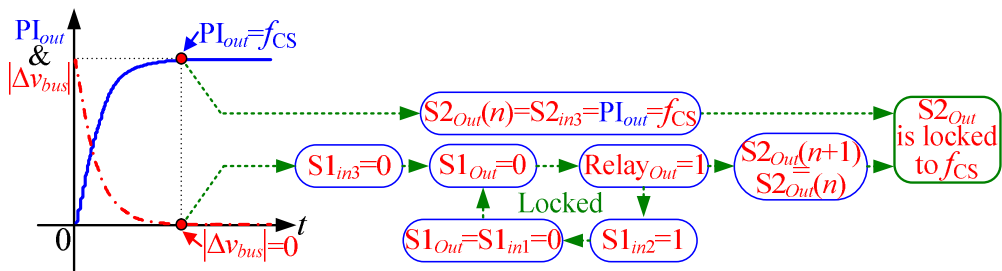 PIout
&
|Δvbus|
PIout=fCS
0
t
|Δvbus|=0
S2Out(n)=S2in3=PIout=fCS
S1in3=0
S1Out=0
RelayOut=1
S2Out(n+1)
=
S2Out(n)
S2Out
is locked
to fCS
Locked
S1Out=S1in1=0
S1in2=1